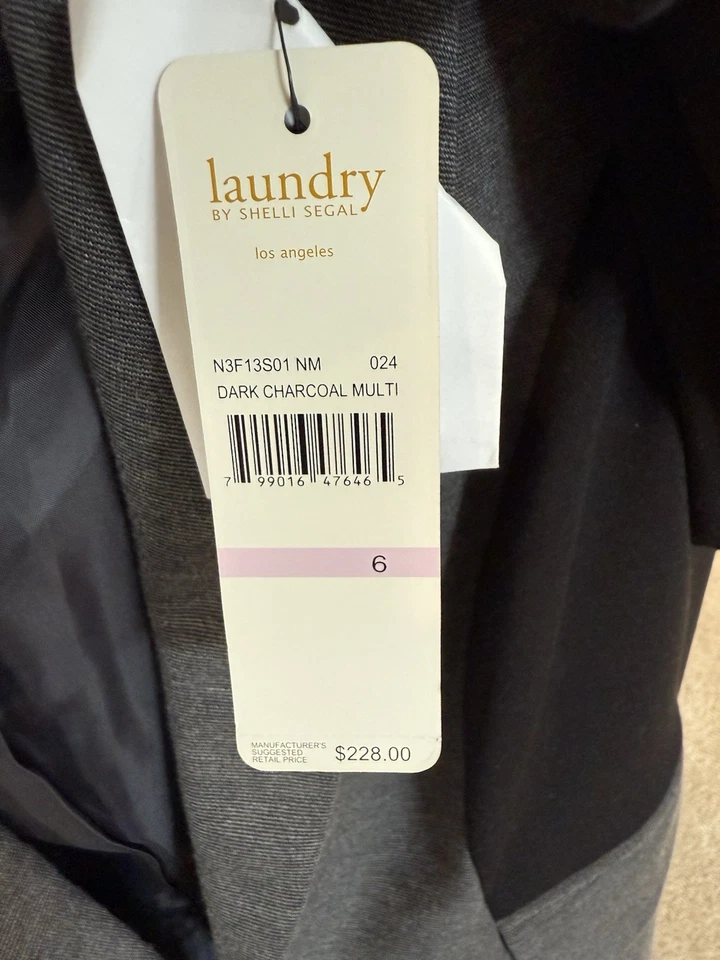 laundry
BY SHELLI SEGAL
los angeles
N3F13S01 NM 024
DARK CHARCOAL MULTI
7 99016 47646 5
6
MANUFACTURER'S
SUGGESTED
RETAIL PRICE $228.00